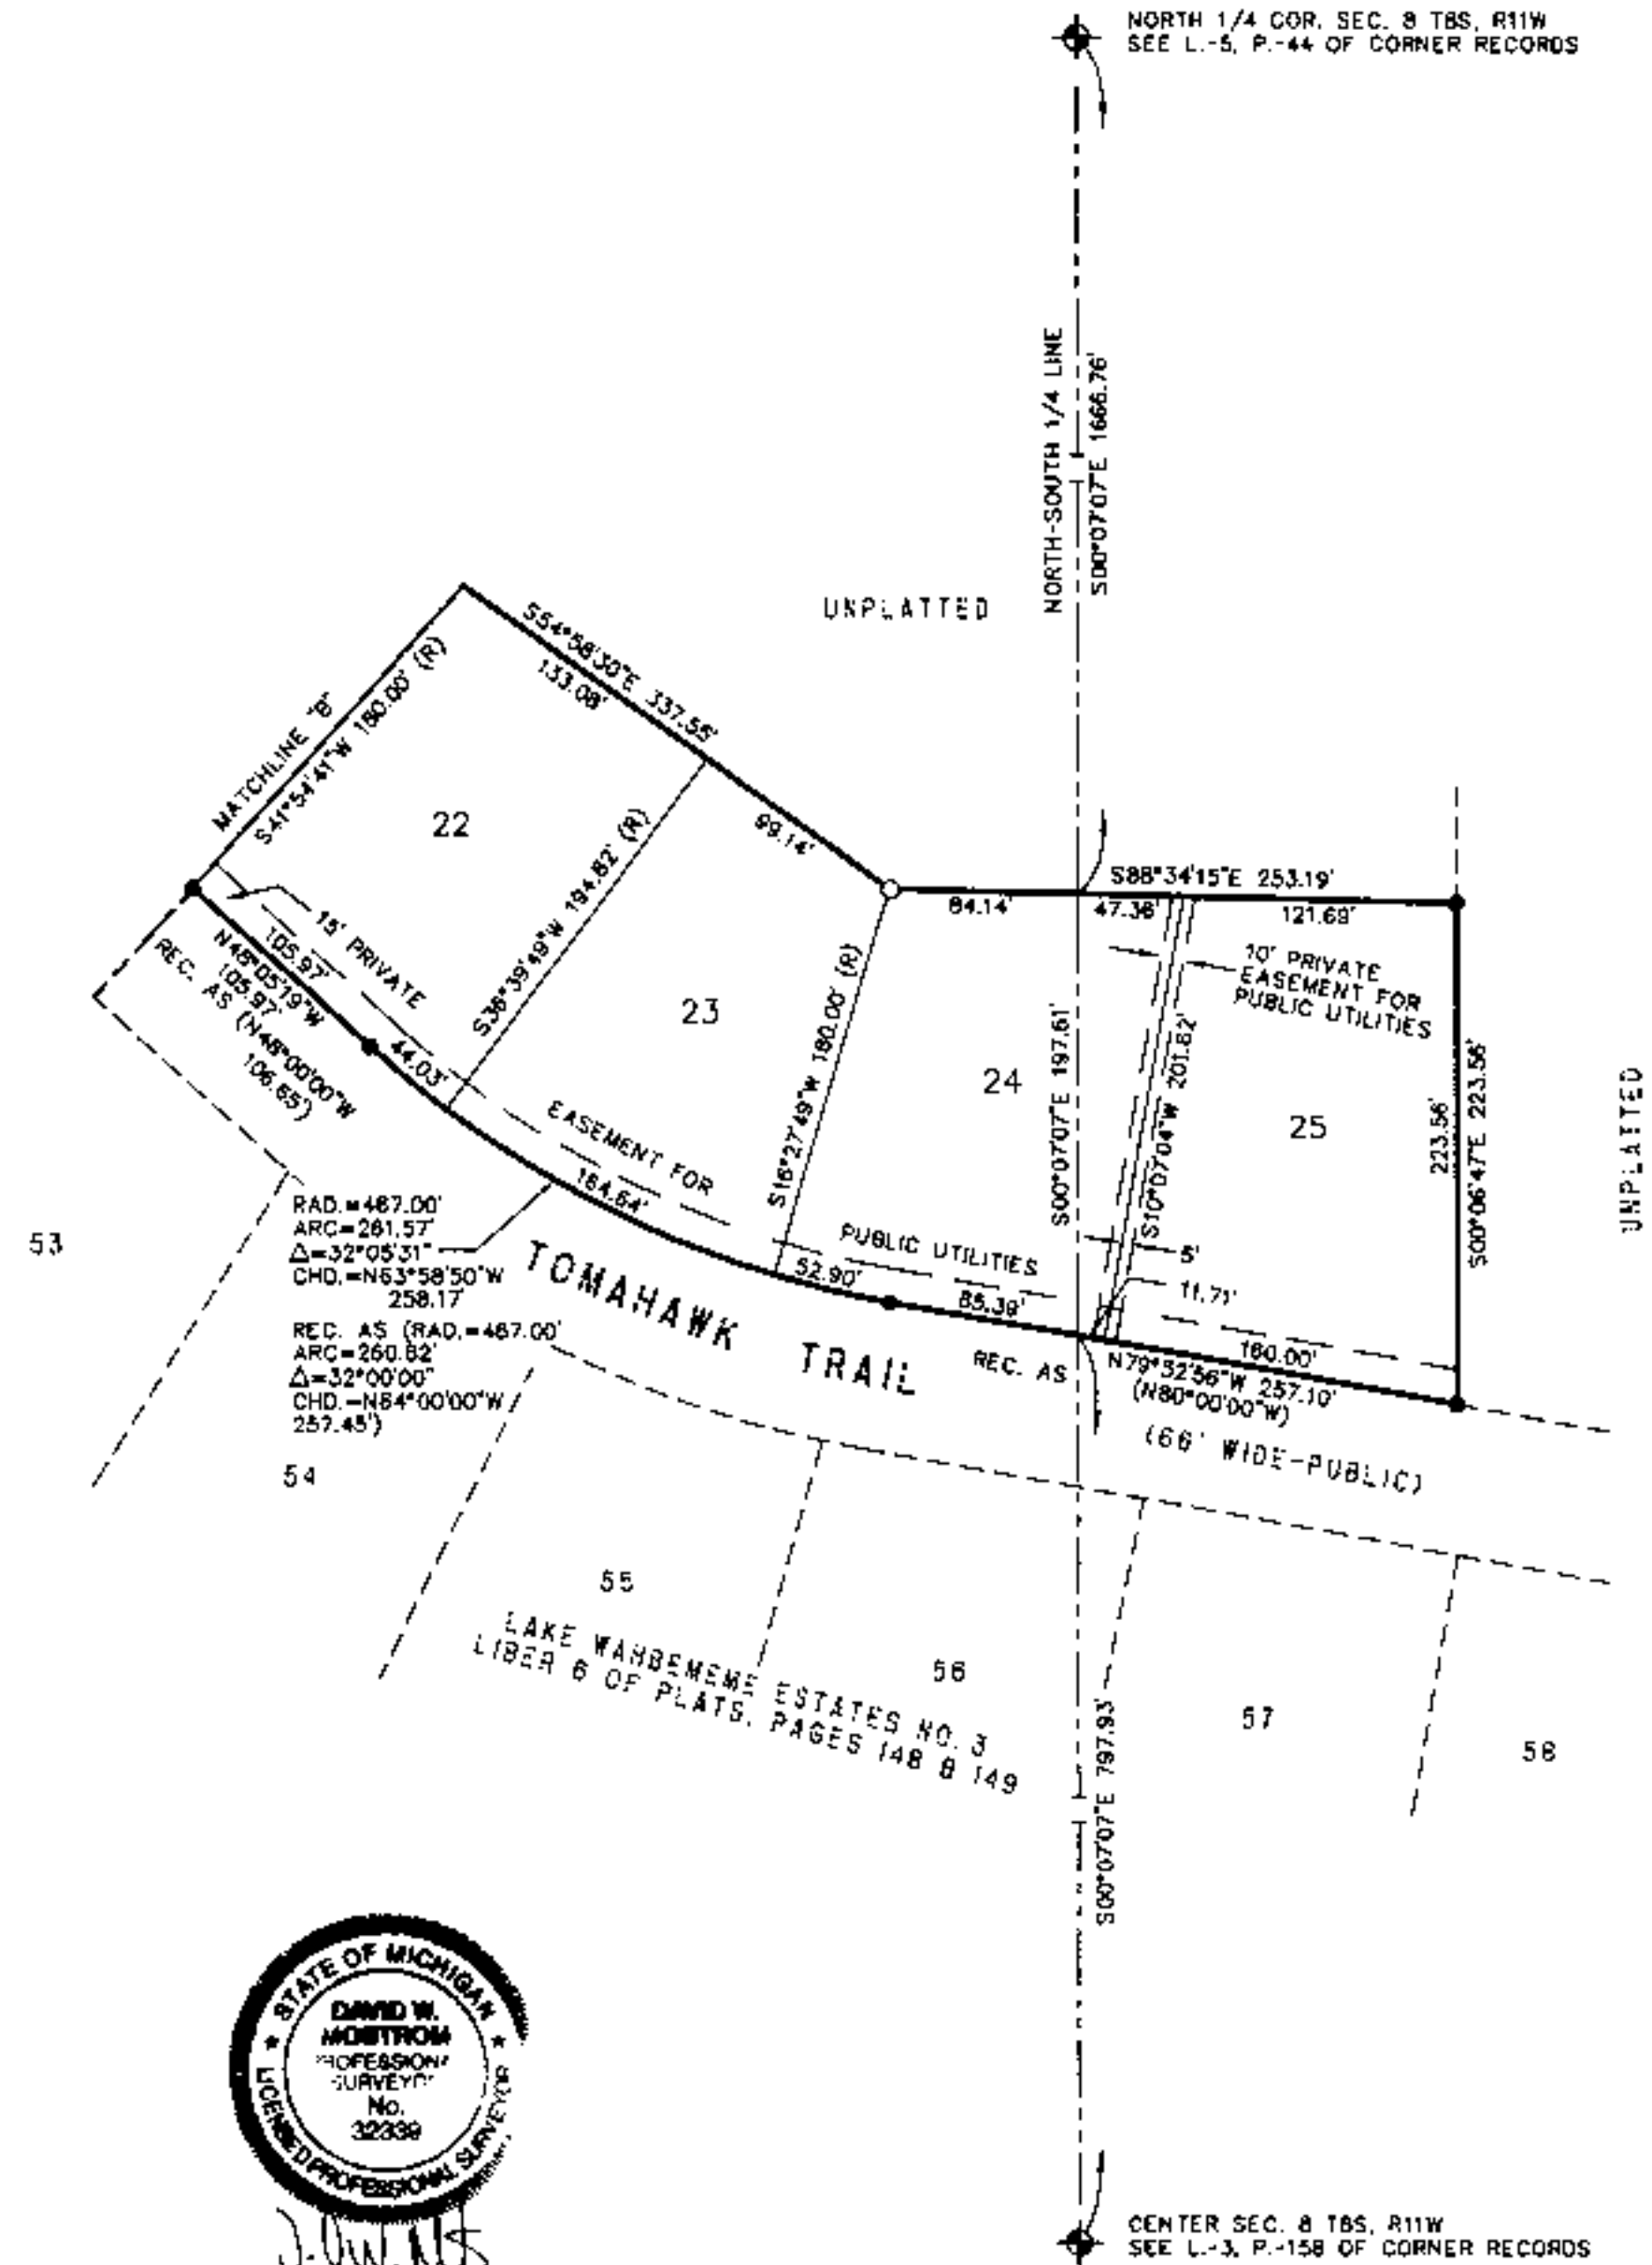 NORTH 1/4 COR. SEC. 8 T8S, R11W
SEE L.-5, P.-44 OF CORNER RECORDS
NORTH-SOUTH 1/4 LINE
S00°07'07"E 1666.76'
UNPLATTED
S54°58'30"E 337.55'
133.08'
99.14'
MATCHLINE "B"
S41°54'41"W 180.00' (R)
22
S36°39'49"W 194.82' (R)
S88°34'15"E 253.19'
84.14'
47.36'
121.69'
15' PRIVATE
105.97'
N48°05'19"W
105.97'
REC. AS (N48°00'00"W
106.65')
44.03'
23
S16°27'49"W 180.00' (R)
10' PRIVATE
EASEMENT FOR
PUBLIC UTILITIES
S00°07'07"E 197.61'
24
S10°07'04"W 201.82'
25
223.56'
S00°06'47"E 223.56'
UNPLATTED
EASEMENT FOR
164.64'
PUBLIC UTILITIES
52.90'
85.39'
5'
11.71'
160.00'
53
RAD.=467.00'
ARC=261.57'
Δ=32°05'31"
CHD.=N63°58'50"W
258.17'
REC. AS (RAD.=467.00'
ARC=260.82'
Δ=32°00'00"
CHD.=N64°00'00"W
257.45')
TOMAHAWK TRAIL
REC. AS
N79°52'56"W 257.10'
(N80°00'00"W)
(66' WIDE-PUBLIC)
54
55
LAKE WAHBEMEME ESTATES NO. 3
LIBER 6 OF PLATS, PAGES 148 & 149
56
57
58
S00°07'07"E 797.93'
STATE OF MICHIGAN
DAVID W.
MOSTROM
PROFESSIONAL
SURVEYOR
No.
32339
LICENSED PROFESSIONAL SURVEYOR
CENTER SEC. 8 T8S, R11W
SEE L.-3, P.-158 OF CORNER RECORDS